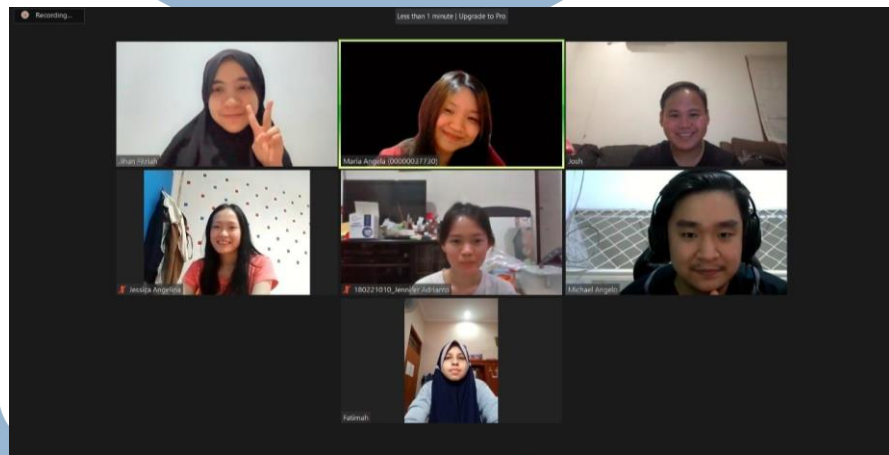 Recording...
Less than 1 minute | Upgrade to Pro
Jihan Fitriah
Maria Angela (00000027730)
Josh
Jessica Angelina
180221010_Jennifer Adrianto
Michael Angelo
Fatimah